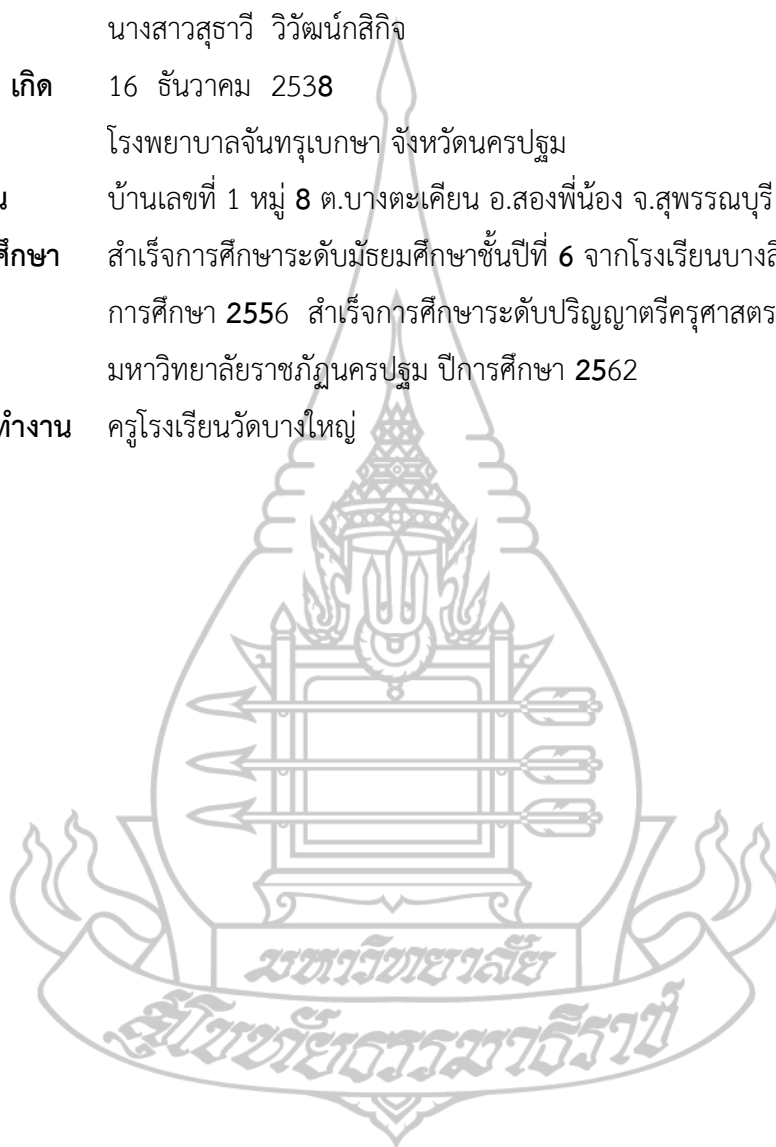 นางสาวสุธาวี วิวัฒน์กสิกิจ
เกิด 16 ธันวาคม 2538
โรงพยาบาลจันทรุเบกษา จังหวัดนครปฐม
น บ้านเลขที่ 1 หมู่ 8 ต.บางตะเคียน อ.สองพี่น้อง จ.สุพรรณบุรี
ศึกษา สำเร็จการศึกษาระดับมัธยมศึกษาชั้นปีที่ 6 จากโรงเรียนบางลี
การศึกษา 2556 สำเร็จการศึกษาระดับปริญญาตรีครุศาสตร
มหาวิทยาลัยราชภัฏนครปฐม ปีการศึกษา 2562
ทำงาน ครูโรงเรียนวัดบางใหญ่
มหาวิทยาลัย
สุโขทัยธรรมาธิราช